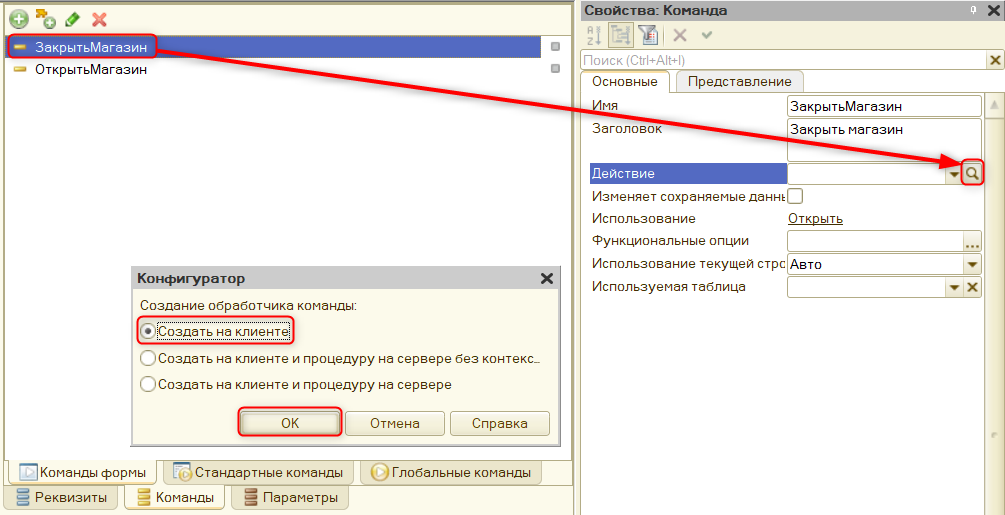 ЗакрытьМагазин
ОткрытьМагазин
Конфигуратор
Создание обработчика команды:
Создать на клиенте
Создать на клиенте и процедуру на сервере без контекс...
Создать на клиенте и процедуру на сервере
OK
Отмена
Справка
Команды формы
Стандартные команды
Глобальные команды
Реквизиты
Команды
Параметры
Свойства: Команда
Поиск (Ctrl+Alt+I)
Основные
Представление
Имя
ЗакрытьМагазин
Заголовок
Закрыть магазин
Действие
Изменяет сохраняемые данны
Использование
Открыть
Функциональные опции
...
Использование текущей стро
Авто
Используемая таблица